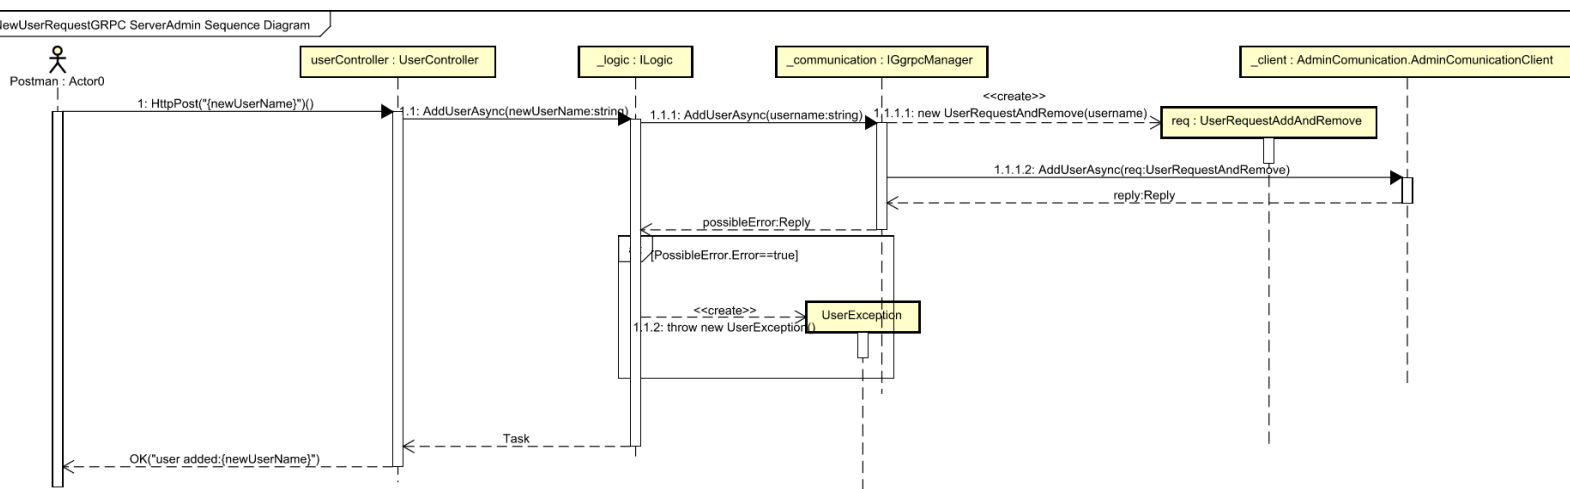 NewUserRequestGRPC ServerAdmin Sequence Diagram
Postman : Actor0
userController : UserController
_logic : ILogic
_communication : IGgrpcManager
_client : AdminComunication.AdminComunicationClient
1: HttpPost("{newUserName}")()
1.1: AddUserAsync(newUserName:string)
1.1.1: AddUserAsync(username:string)
<<create>>
1.1.1.1: new UserRequestAndRemove(username)
req : UserRequestAddAndRemove
1.1.1.2: AddUserAsync(req:UserRequestAndRemove)
reply:Reply
possibleError:Reply
[PossibleError.Error==true]
<<create>>
1.1.2: throw new UserException()
UserException
Task
OK("user added:{newUserName}")